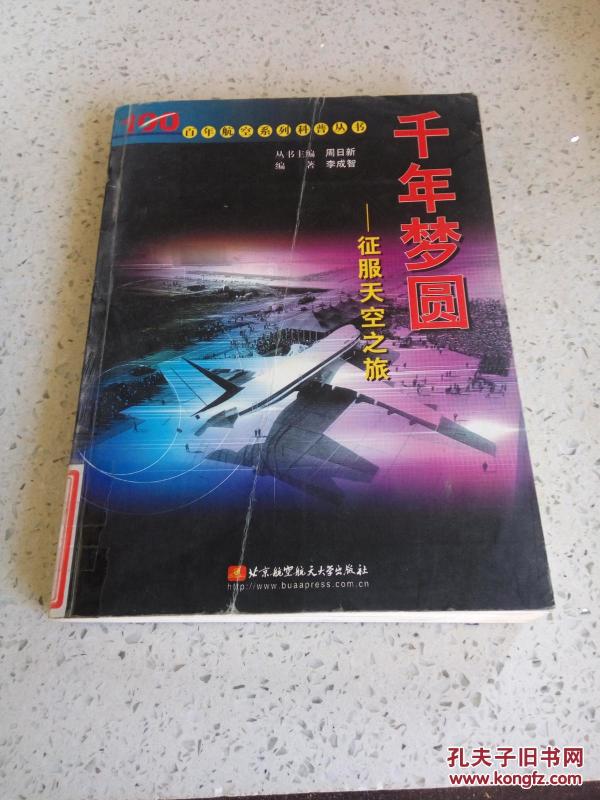 100 百年航空系列科普丛书
丛书主编 周日新
编 著 李成智
千年梦圆
——征服天空之旅
北京航空航天大学出版社
http://www.buaapress.com.cn
孔夫子旧书网
www.kongfz.com